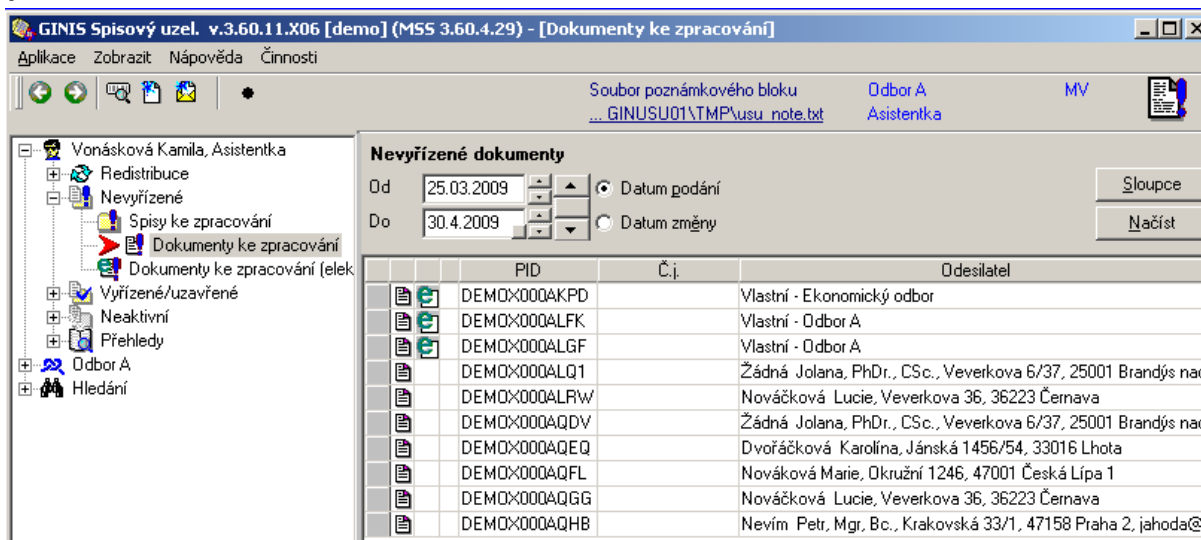 GINIS Spisový uzel. v.3.60.11.X06 [demo] (MSS 3.60.4.29) - [Dokumenty ke zpracování]
Aplikace Zobrazit Nápověda Činnosti
Soubor poznámkového bloku Odbor A MV
... GINUSU01\TMP\usu_note.txt Asistentka
Vonásková Kamila, Asistentka
Redistribuce
Nevyřízené
Spisy ke zpracování
Dokumenty ke zpracování
Dokumenty ke zpracování (elek
Vyřízené/uzavřené
Neaktivní
Přehledy
Odbor A
Hledání
Nevyřízené dokumenty
Od 25.03.2009 Datum podání Sloupce
Do 30.4.2009 Datum změny Načíst
PID Č.j. Odesilatel
DEMOX000AKPD Vlastní - Ekonomický odbor
DEMOX000ALFK Vlastní - Odbor A
DEMOX000ALGF Vlastní - Odbor A
DEMOX000ALQ1 Žádná Jolana, PhDr., CSc., Veverkova 6/37, 25001 Brandýs nad
DEMOX000ALRW Nováčková Lucie, Veverkova 36, 36223 Černava
DEMOX000AQDV Žádná Jolana, PhDr., CSc., Veverkova 6/37, 25001 Brandýs nad
DEMOX000AQEQ Dvořáčková Karolína, Jánská 1456/54, 33016 Lhota
DEMOX000AQFL Nováková Marie, Okružní 1246, 47001 Česká Lípa 1
DEMOX000AQGG Nováčková Lucie, Veverkova 36, 36223 Černava
DEMOX000AQHB Nevím Petr, Mgr, Bc., Krakovská 33/1, 47158 Praha 2, jahoda@